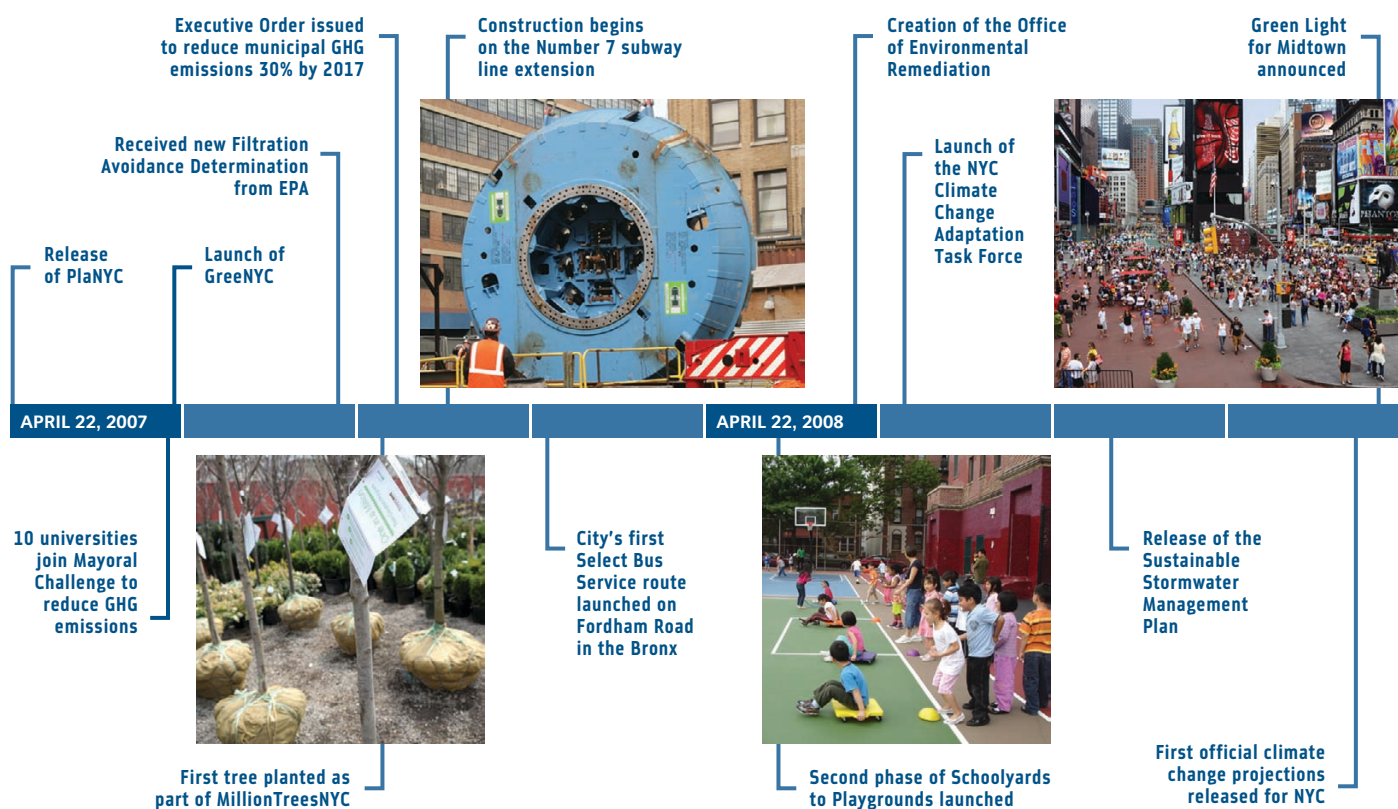 Executive Order issued
to reduce municipal GHG
emissions 30% by 2017
Construction begins
on the Number 7 subway
line extension
Creation of the Office
of Environmental
Remediation
Green Light
for Midtown
announced
Received new Filtration
Avoidance Determination
from EPA
Launch of
the NYC
Climate
Change
Adaptation
Task Force
Release
of PlaNYC
Launch of
GreeNYC
APRIL 22, 2007
APRIL 22, 2008
10 universities
join Mayoral
Challenge to
reduce GHG
emissions
City’s first
Select Bus
Service route
launched on
Fordham Road
in the Bronx
Release of the
Sustainable
Stormwater
Management
Plan
First tree planted as
part of MillionTreesNYC
Second phase of Schoolyards
to Playgrounds launched
First official climate
change projections
released for NYC